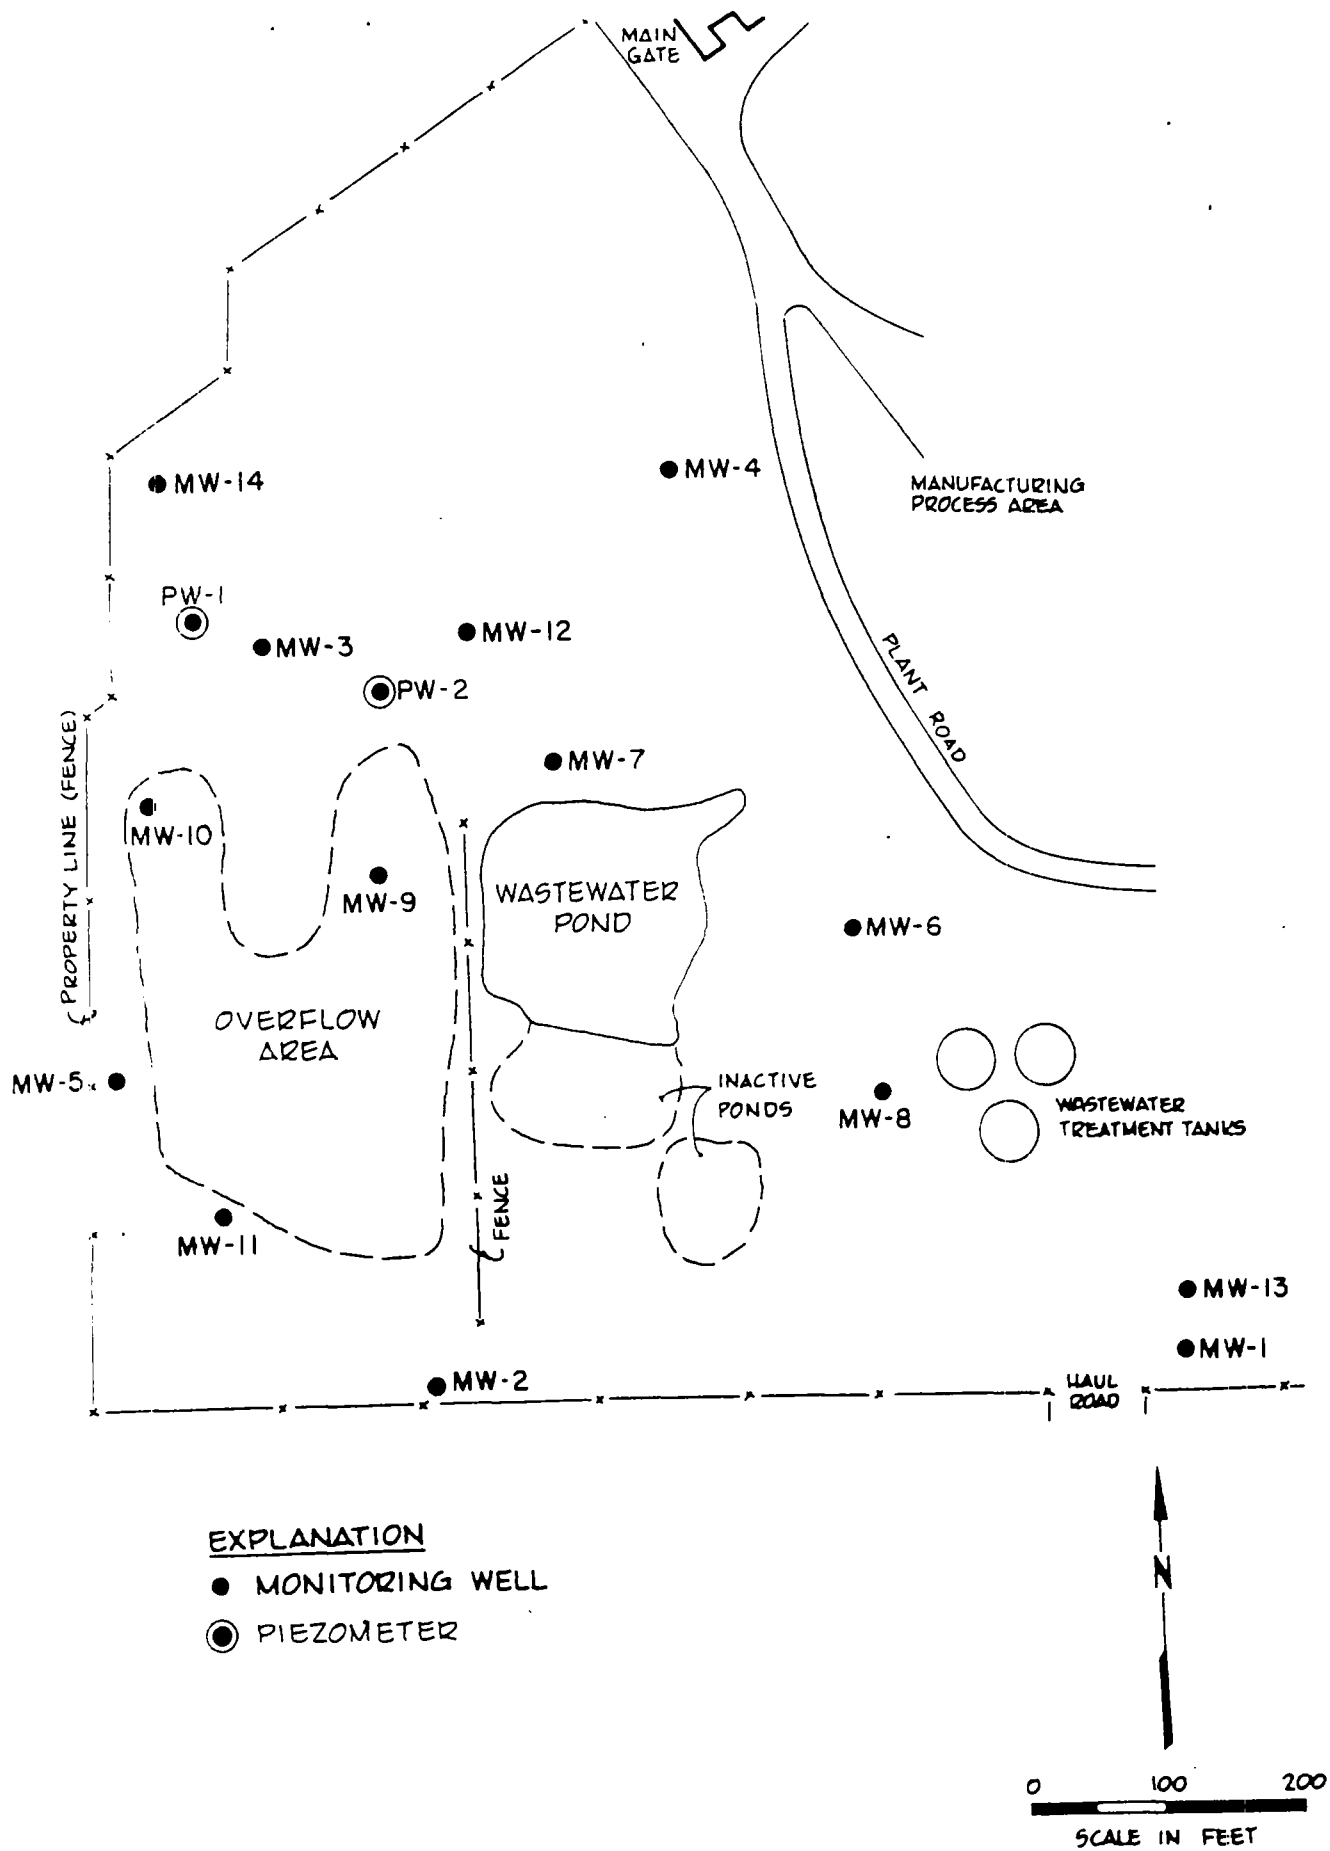 MAIN
GATE
MW-14
MW-4
MANUFACTURING
PROCESS AREA
PW-1
MW-3
MW-12
PW-2
PLANT ROAD
PROPERTY LINE (FENCE)
MW-7
MW-10
MW-9
WASTEWATER
POND
MW-6
OVERFLOW
AREA
MW-5
INACTIVE
PONDS
MW-8
WASTEWATER
TREATMENT TANKS
FENCE
MW-11
MW-13
MW-1
MW-2
HAUL
ROAD
EXPLANATION
MONITORING WELL
PIEZOMETER
N
0 100 200
SCALE IN FEET